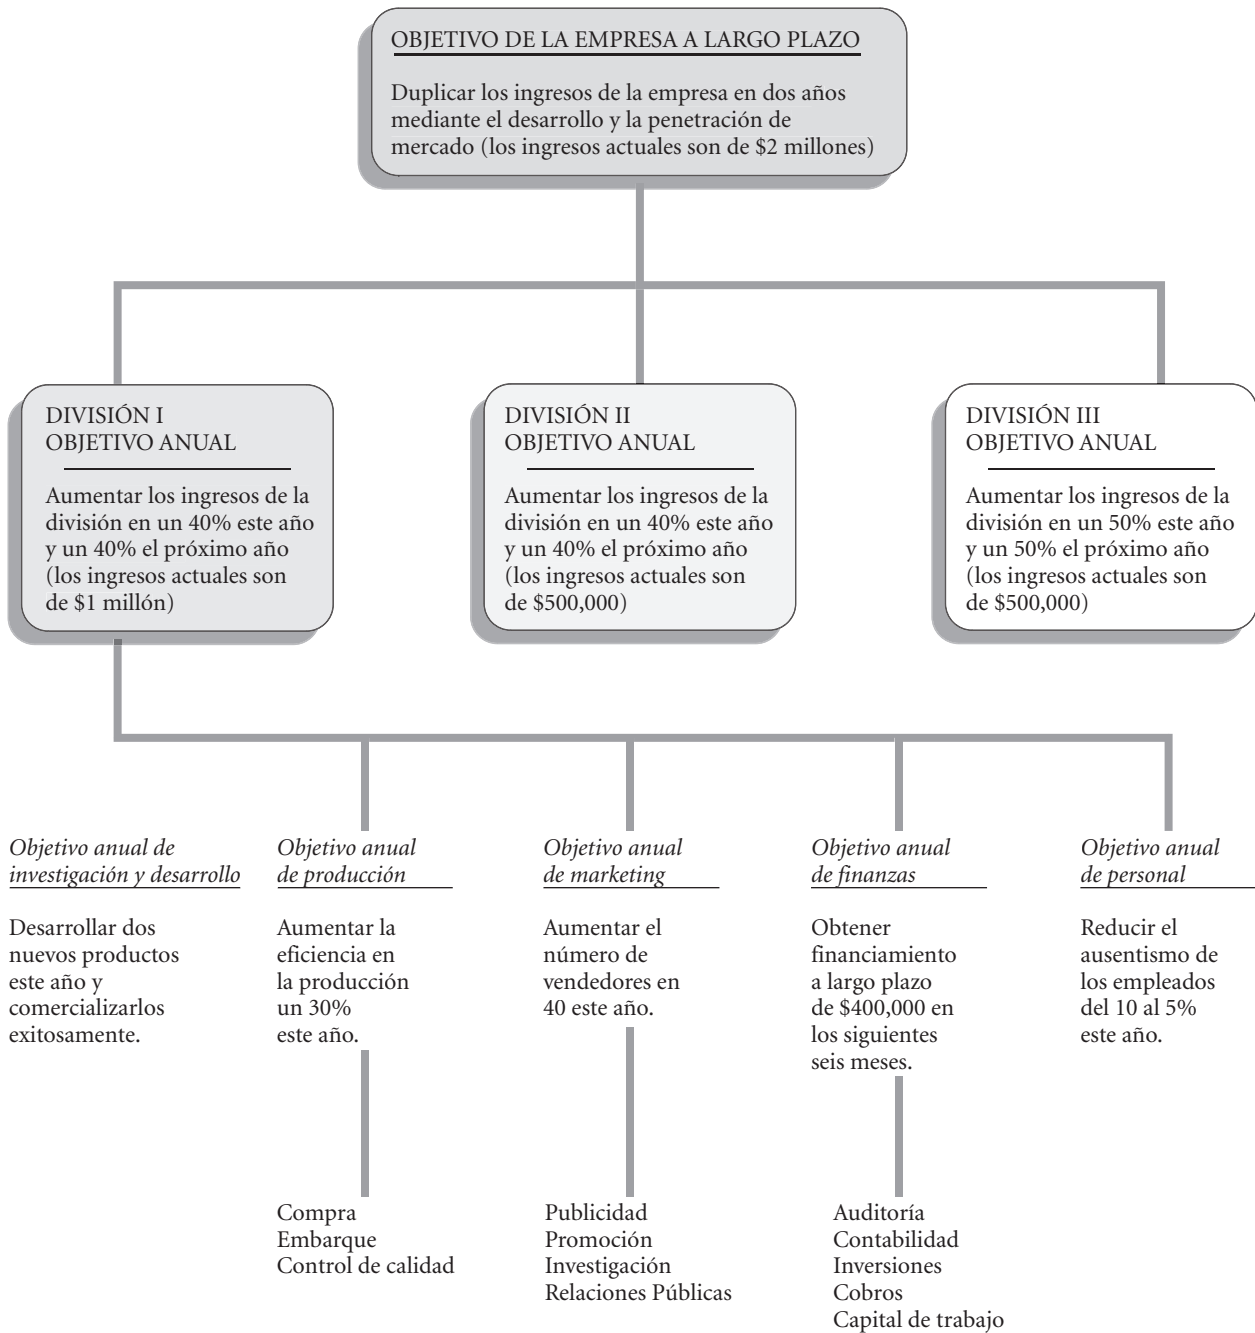 OBJETIVO DE LA EMPRESA A LARGO PLAZO
Duplicar los ingresos de la empresa en dos años
mediante el desarrollo y la penetración de
mercado (los ingresos actuales son de $2 millones)
DIVISIÓN I
OBJETIVO ANUAL
Aumentar los ingresos de la
división en un 40% este año
y un 40% el próximo año
(los ingresos actuales son
de $1 millón)
DIVISIÓN II
OBJETIVO ANUAL
Aumentar los ingresos de la
división en un 40% este año
y un 40% el próximo año
(los ingresos actuales son
de $500,000)
DIVISIÓN III
OBJETIVO ANUAL
Aumentar los ingresos de la
división en un 50% este año
y un 50% el próximo año
(los ingresos actuales son
de $500,000)
Objetivo anual de
investigación y desarrollo
Desarrollar dos
nuevos productos
este año y
comercializarlos
exitosamente.
Objetivo anual
de producción
Aumentar la
eficiencia en
la producción
un 30%
este año.
Compra
Embarque
Control de calidad
Objetivo anual
de marketing
Aumentar el
número de
vendedores en
40 este año.
Publicidad
Promoción
Investigación
Relaciones Públicas
Objetivo anual
de finanzas
Obtener
financiamiento
a largo plazo
de $400,000 en
los siguientes
seis meses.
Auditoría
Contabilidad
Inversiones
Cobros
Capital de trabajo
Objetivo anual
de personal
Reducir el
ausentismo de
los empleados
del 10 al 5%
este año.